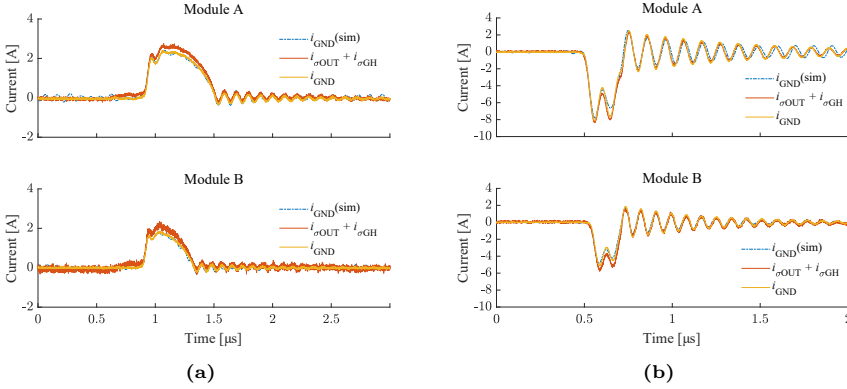 Module A
Current [A]
4
2
0
-2
i_GND(sim)
i_σOUT + i_σGH
i_GND
Module B
Current [A]
4
2
0
-2
i_GND(sim)
i_σOUT + i_σGH
i_GND
0 0.5 1 1.5 2 2.5 3
Time [μs]
(a)
Module A
Current [A]
4
2
0
-2
-4
-6
-8
-10
i_GND(sim)
i_σOUT + i_σGH
i_GND
Module B
Current [A]
4
2
0
-2
-4
-6
-8
-10
i_GND(sim)
i_σOUT + i_σGH
i_GND
0 0.5 1 1.5 2
Time [μs]
(b)